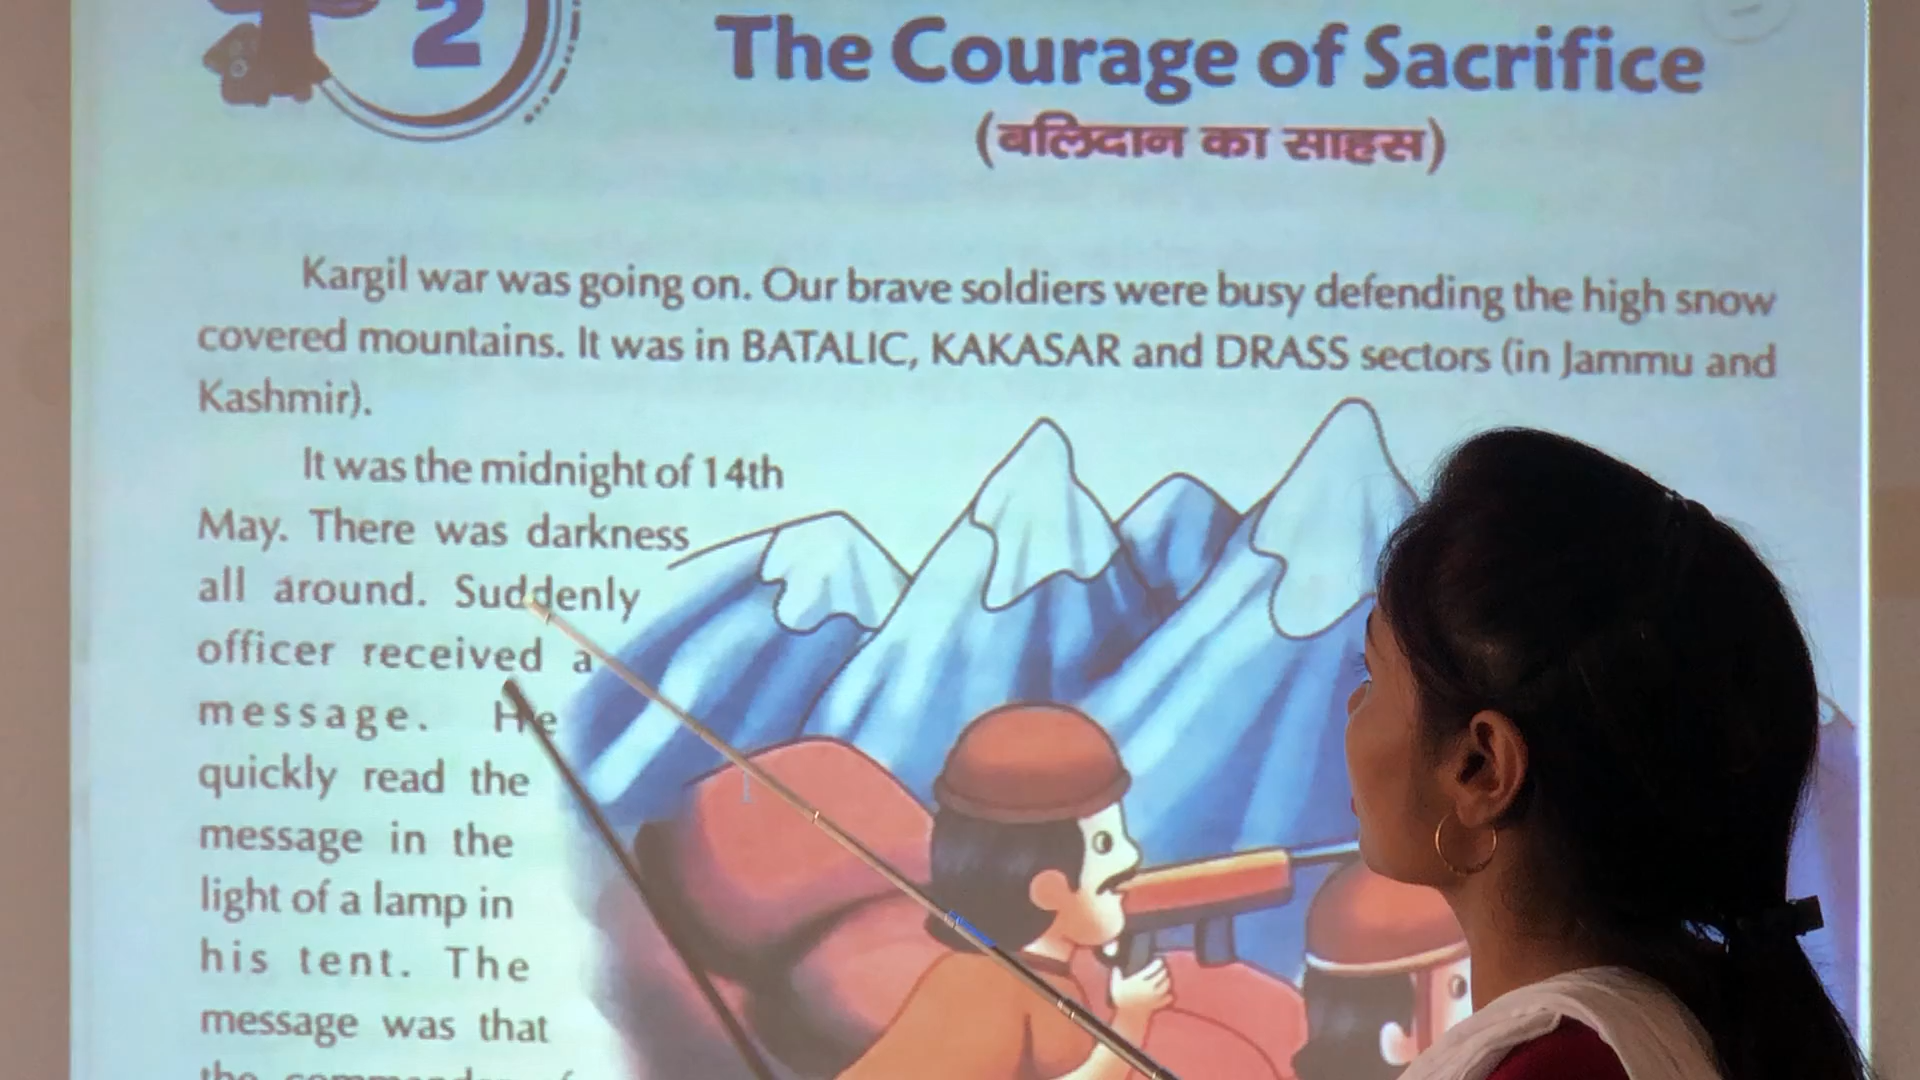 2
The Courage of Sacrifice
(बलिदान का साहस)
Kargil war was going on. Our brave soldiers were busy defending the high snow
covered mountains. It was in BATALIC, KAKASAR and DRASS sectors (in Jammu and
Kashmir).
It was the midnight of 14th
May. There was darkness
all around. Suddenly
officer received a
message. He
quickly read the
message in the
light of a lamp in
his tent. The
message was that